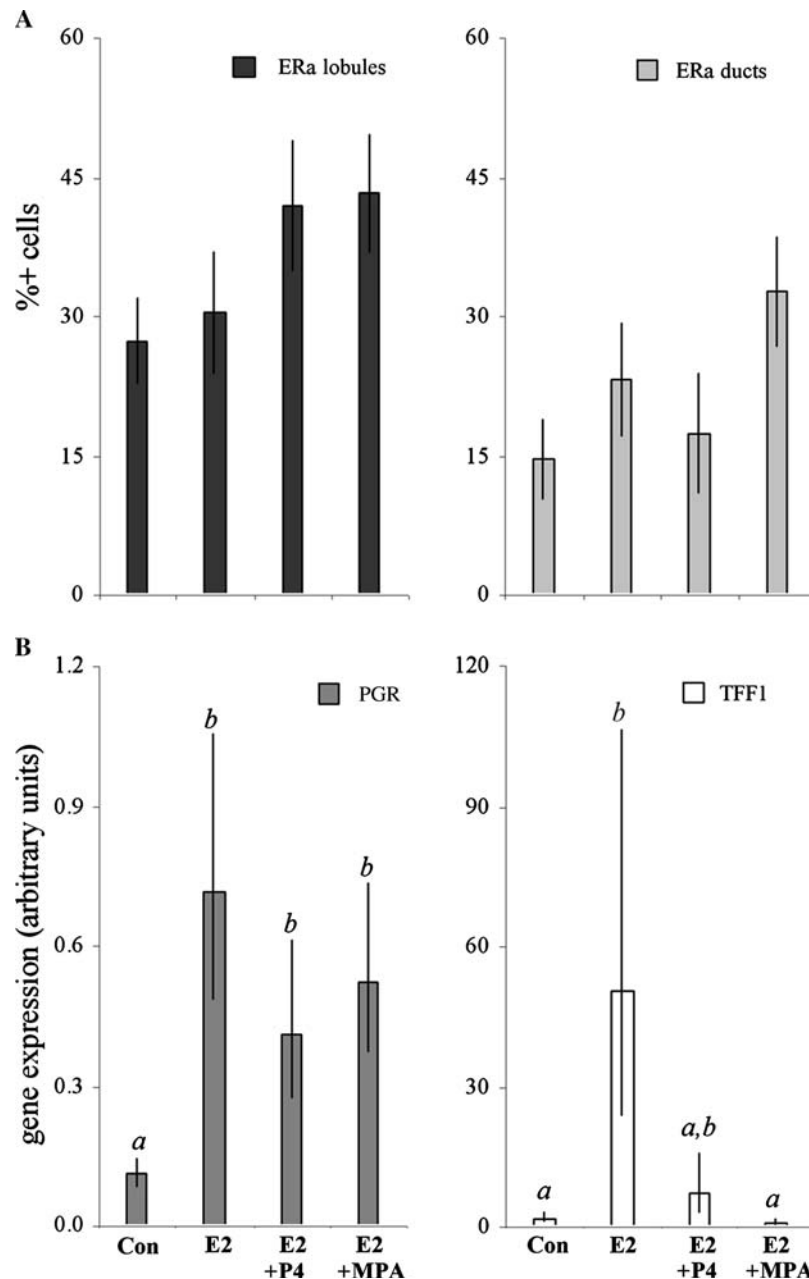 A
60
45
30
15
0
%+ cells
ERa lobules
ERa ducts
60
45
30
15
0
B
1.2
0.9
0.6
0.3
0.0
gene expression (arbitrary units)
PGR
a
b
b
b
Con
E2
E2
+P4
E2
+MPA
TFF1
120
90
60
30
0
a
b
a,b
a
Con
E2
E2
+P4
E2
+MPA